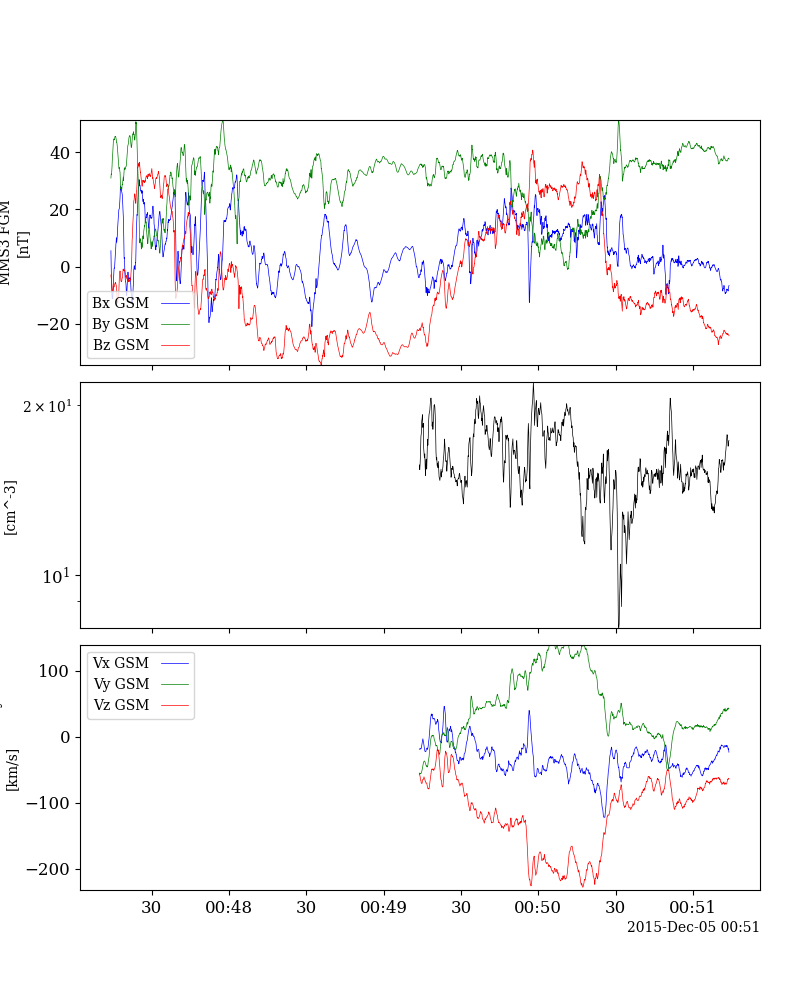 40
20
0
−20
MMS3 FGM
[nT]
Bx GSM
By GSM
Bz GSM
2 × 10¹
10¹
[cm^-3]
100
0
−100
−200
[km/s]
Vx GSM
Vy GSM
Vz GSM
30 00:48 30 00:49 30 00:50 30 00:51
2015-Dec-05 00:51